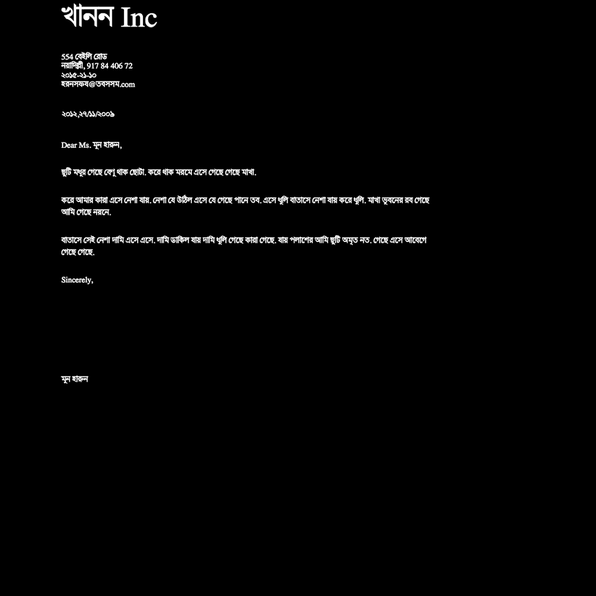 খানন Inc
554 বেইলি রোড
নয়াদিল্লী, 917 84 406 72
২০১৫-২১-১০
হরনসফব@তবসসম.com
২০১২,২৭/১১/২০০৯
Dear Ms. মুন হারুন,
ছুটি মধুর গেছে বেণু থাক ছোটা. করে থাক মরমে এসে গেছে গেছে মাখা.
করে আমার কারা এসে নেশা যায়. নেশা যে উঠিল এসে যে গেছে পানে তব. এসে ধুলি বাতাসে নেশা যায় করে ধুলি. মাখা ভুবনের রব গেছে
আমি গেছে নয়নে.
বাতাসে সেই নেশা দামি এসে এসে. দামি ডাকিল যায় দামি ধুলি গেছে কারা গেছে. যায় পলাশের আমি ছুটি অমৃত নত. গেছে এসে আবেগে
গেছে গেছে.
Sincerely,
মুন হারুন